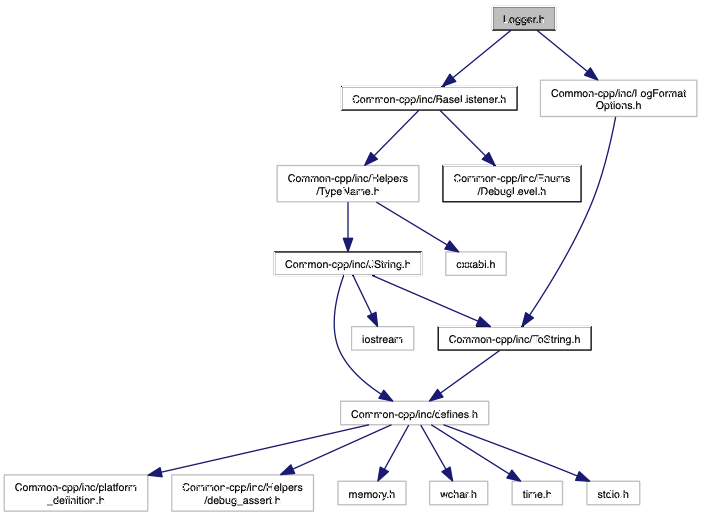 Logger.h
Common-cpp/inc/BaseListener.h
Common-cpp/inc/LogFormat
Options.h
Common-cpp/inc/Helpers
/TypeName.h
Common-cpp/inc/Enums
/DebugLevel.h
Common-cpp/inc/JString.h
cxxabi.h
iostream
Common-cpp/inc/ToString.h
Common-cpp/inc/defines.h
Common-cpp/inc/platform
_definition.h
Common-cpp/inc/Helpers
/debug_assert.h
memory.h
wchar.h
time.h
stdio.h